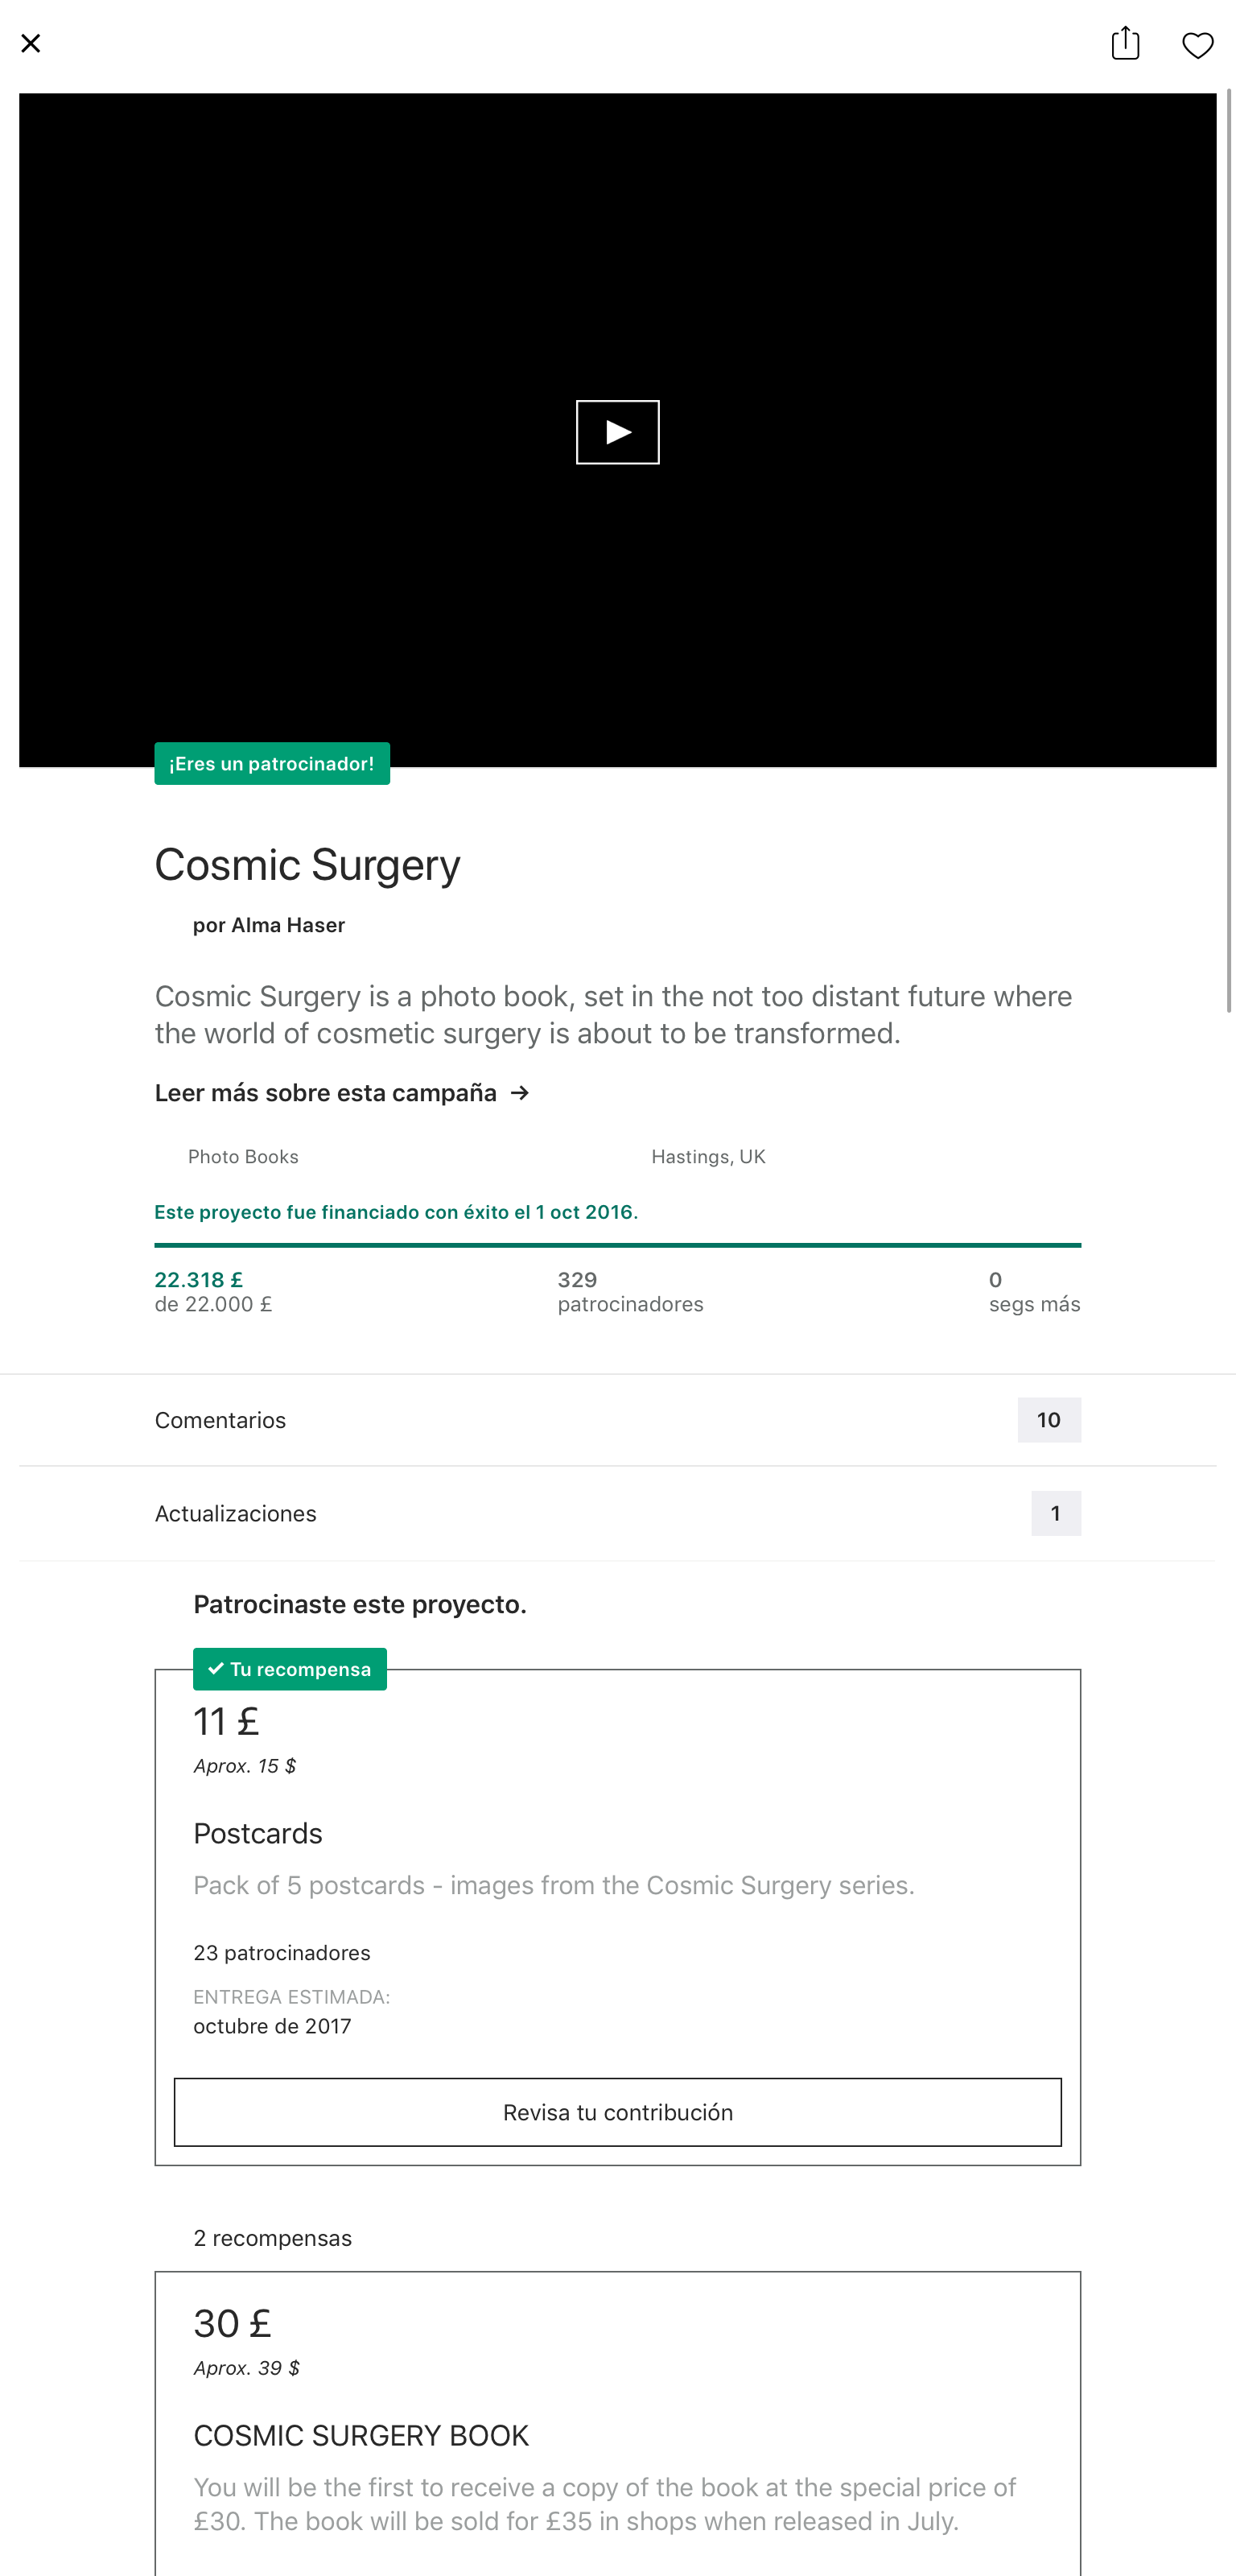 ¡Eres un patrocinador!
Cosmic Surgery
por Alma Haser
Cosmic Surgery is a photo book, set in the not too distant future where
the world of cosmetic surgery is about to be transformed.
Leer más sobre esta campaña →
Photo Books
Hastings, UK
Este proyecto fue financiado con éxito el 1 oct 2016.
22.318 £
de 22.000 £
329
patrocinadores
0
segs más
Comentarios
10
Actualizaciones
1
Patrocinaste este proyecto.
✓ Tu recompensa
11 £
Aprox. 15 $
Postcards
Pack of 5 postcards - images from the Cosmic Surgery series.
23 patrocinadores
ENTREGA ESTIMADA:
octubre de 2017
Revisa tu contribución
2 recompensas
30 £
Aprox. 39 $
COSMIC SURGERY BOOK
You will be the first to receive a copy of the book at the special price of
£30. The book will be sold for £35 in shops when released in July.